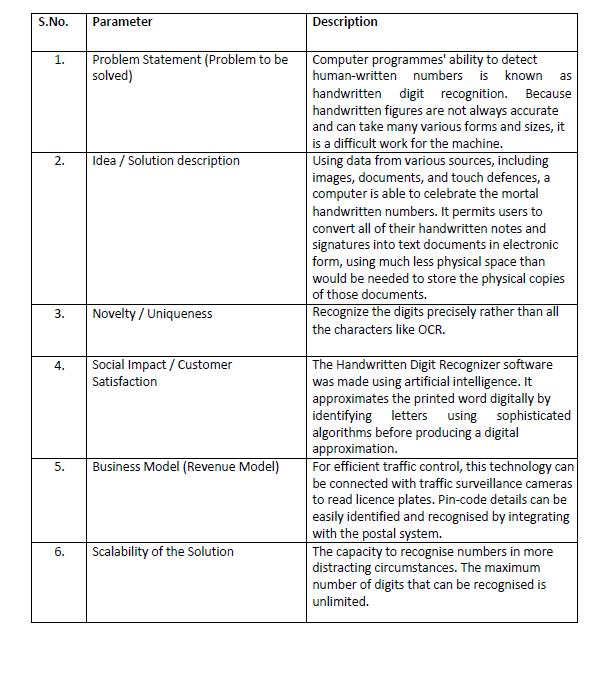 S.No. Parameter Description
1. Problem Statement (Problem to be Computer programmes' ability to detect
solved) human-written numbers is known as
handwritten digit recognition. Because
handwritten figures are not always accurate
and can take many various forms and sizes, it
is a difficult work for the machine.
2. Idea / Solution description Using data from various sources, including
images, documents, and touch defences, a
computer is able to celebrate the mortal
handwritten numbers. It permits users to
convert all of their handwritten notes and
signatures into text documents in electronic
form, using much less physical space than
would be needed to store the physical copies
of those documents.
3. Novelty / Uniqueness Recognize the digits precisely rather than all
the characters like OCR.
4. Social Impact / Customer The Handwritten Digit Recognizer software
Satisfaction was made using artificial intelligence. It
approximates the printed word digitally by
identifying letters using sophisticated
algorithms before producing a digital
approximation.
5. Business Model (Revenue Model) For efficient traffic control, this technology can
be connected with traffic surveillance cameras
to read licence plates. Pin-code details can be
easily identified and recognised by integrating
with the postal system.
6. Scalability of the Solution The capacity to recognise numbers in more
distracting circumstances. The maximum
number of digits that can be recognised is
unlimited.